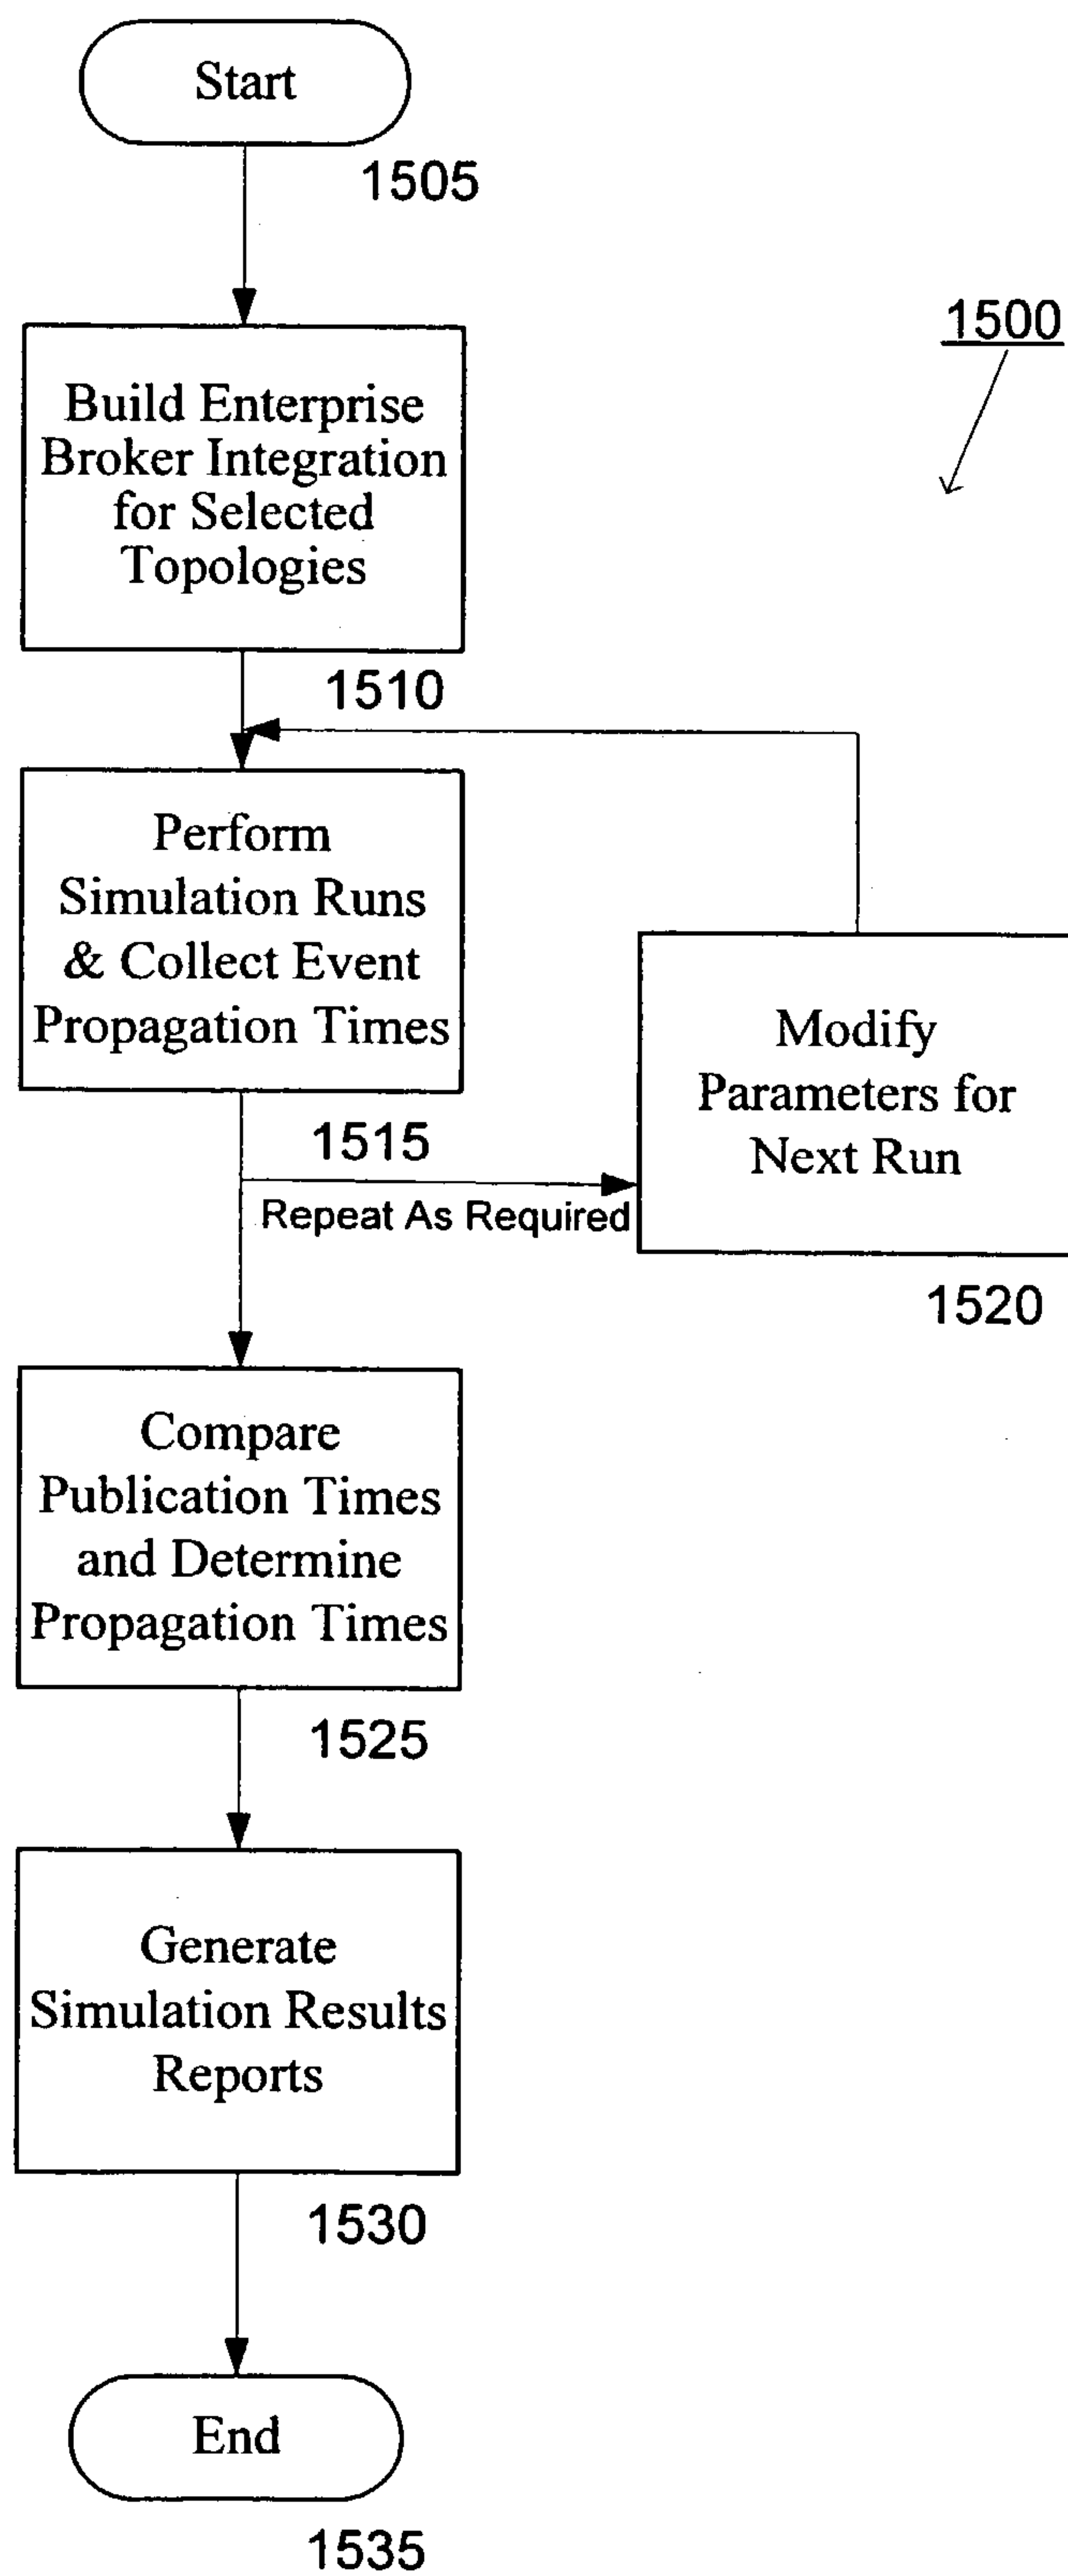 Start
1505
1500
Build Enterprise
Broker Integration
for Selected
Topologies
1510
Perform
Simulation Runs
& Collect Event
Propagation Times
1515
Repeat As Required
Modify
Parameters for
Next Run
1520
Compare
Publication Times
and Determine
Propagation Times
1525
Generate
Simulation Results
Reports
1530
End
1535